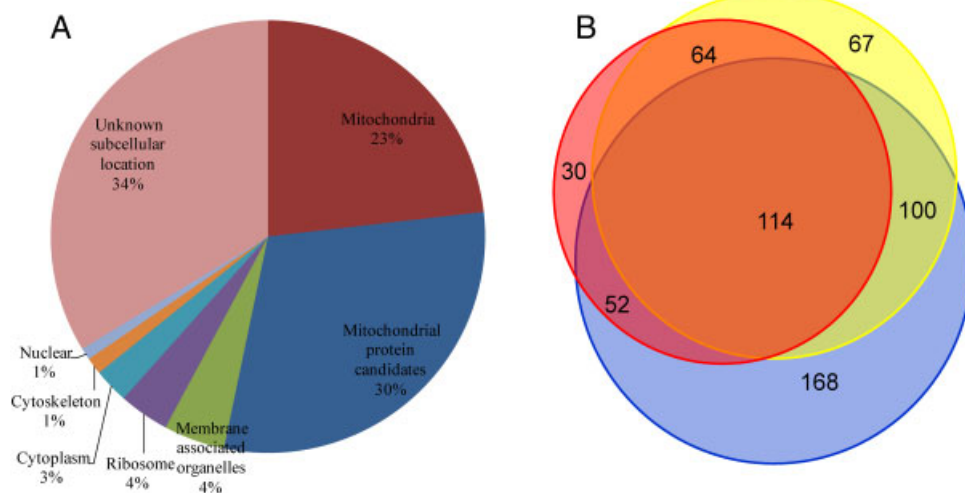 A
Unknown
subcellular
location
34%
Mitochondria
23%
Mitochondrial
protein
candidates
30%
Membrane
associated
organelles
4%
Ribosome
4%
Cytoplasm
3%
Cytoskeleton
1%
Nuclear
1%
B
64
67
30
114
100
52
168